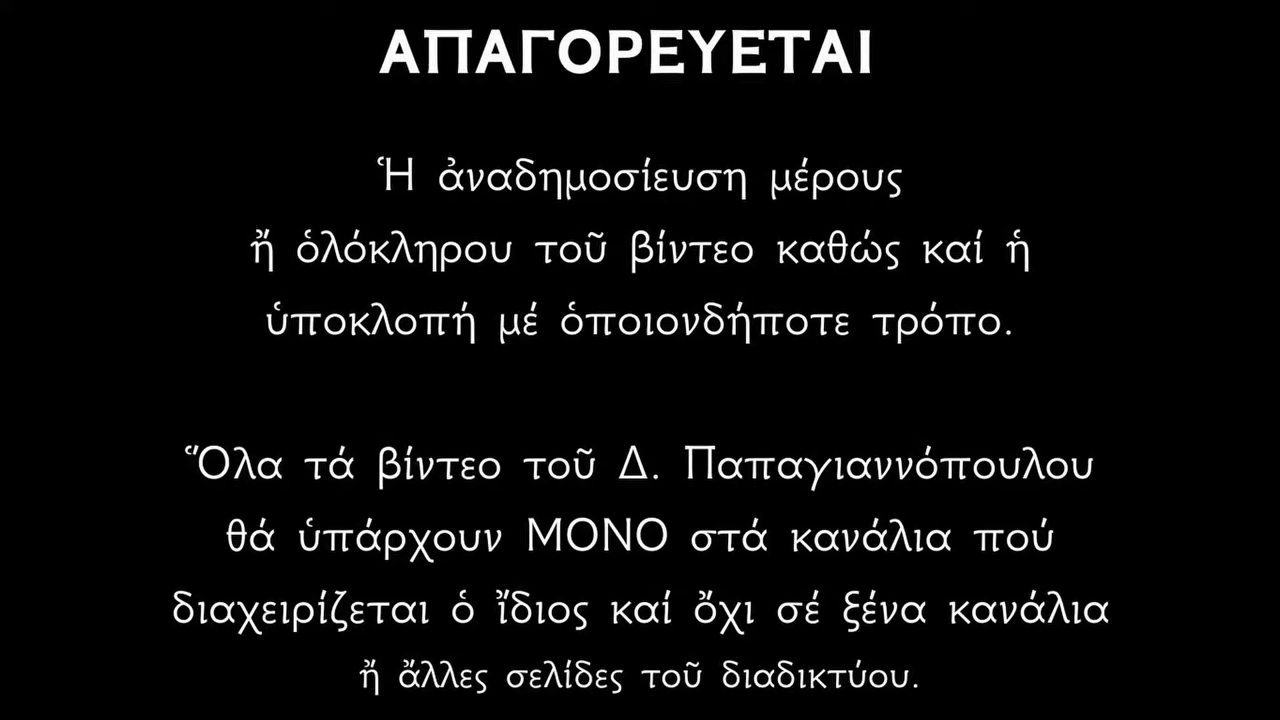 ΑΠΑΓΟΡΕΥΕΤΑΙ
Ἡ ἀναδημοσίευση μέρους
ἤ ὁλόκληρου τοῦ βίντεο καθώς καί ἡ
ὑποκλοπή μέ ὁποιονδήποτε τρόπο.
Ὅλα τά βίντεο τοῦ Δ. Παπαγιαννόπουλου
θά ὑπάρχουν ΜΟΝΟ στά κανάλια πού
διαχειρίζεται ὁ ἴδιος καί ὄχι σέ ξένα κανάλια
ἤ ἄλλες σελίδες τοῦ διαδικτύου.